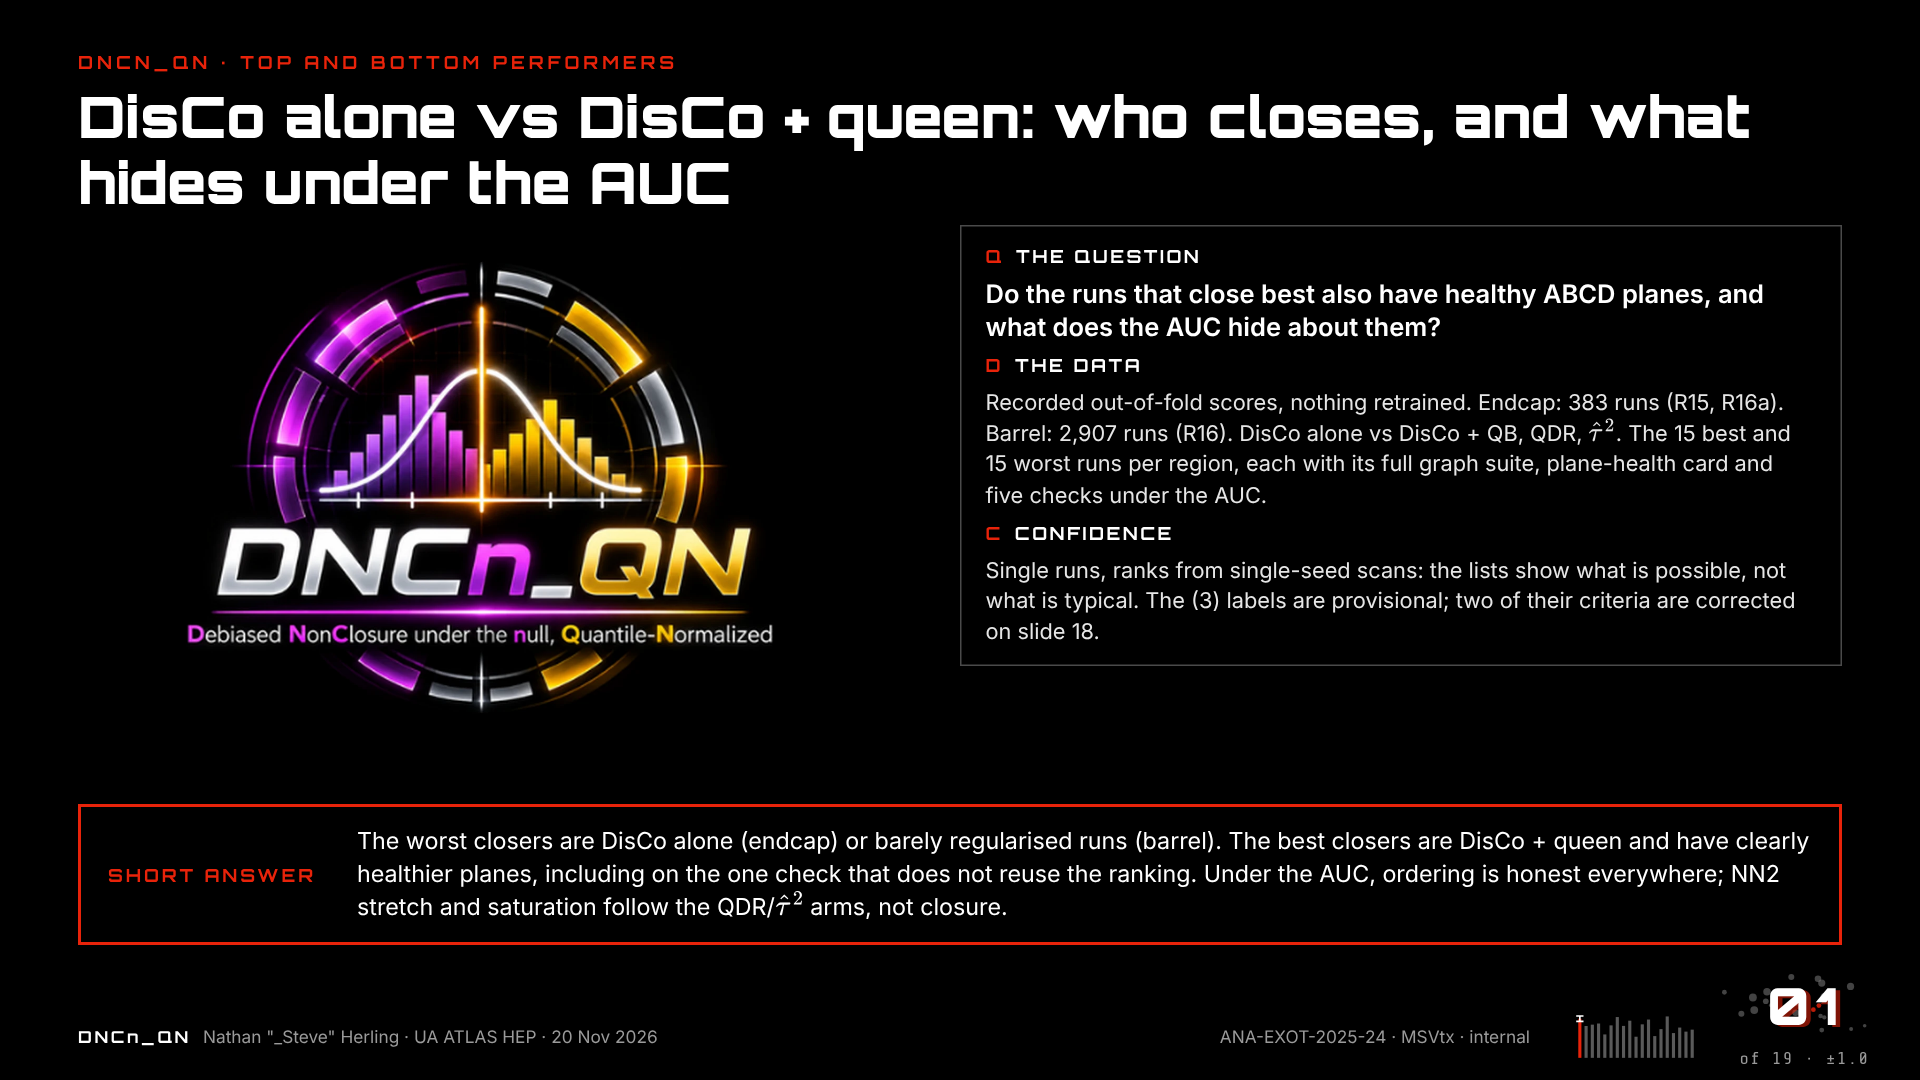 DNCN_QN · TOP AND BOTTOM PERFORMERS
DisCo alone vs DisCo + queen: who closes, and what
hides under the AUC
DNCn_QN
Debiased NonClosure under the null, Quantile-Normalized
Q THE QUESTION
Do the runs that close best also have healthy ABCD planes, and
what does the AUC hide about them?
D THE DATA
Recorded out-of-fold scores, nothing retrained. Endcap: 383 runs (R15, R16a).
Barrel: 2,907 runs (R16). DisCo alone vs DisCo + QB, QDR, τ̂². The 15 best and
15 worst runs per region, each with its full graph suite, plane-health card and
five checks under the AUC.
C CONFIDENCE
Single runs, ranks from single-seed scans: the lists show what is possible, not
what is typical. The (3) labels are provisional; two of their criteria are corrected
on slide 18.
SHORT ANSWER
The worst closers are DisCo alone (endcap) or barely regularised runs (barrel). The best closers are DisCo + queen and have clearly
healthier planes, including on the one check that does not reuse the ranking. Under the AUC, ordering is honest everywhere; NN2
stretch and saturation follow the QDR/τ̂² arms, not closure.
DNCn_QN Nathan "_Steve" Herling · UA ATLAS HEP · 20 Nov 2026
ANA-EXOT-2025-24 · MSVtx · internal
01
of 19 · ±1.0